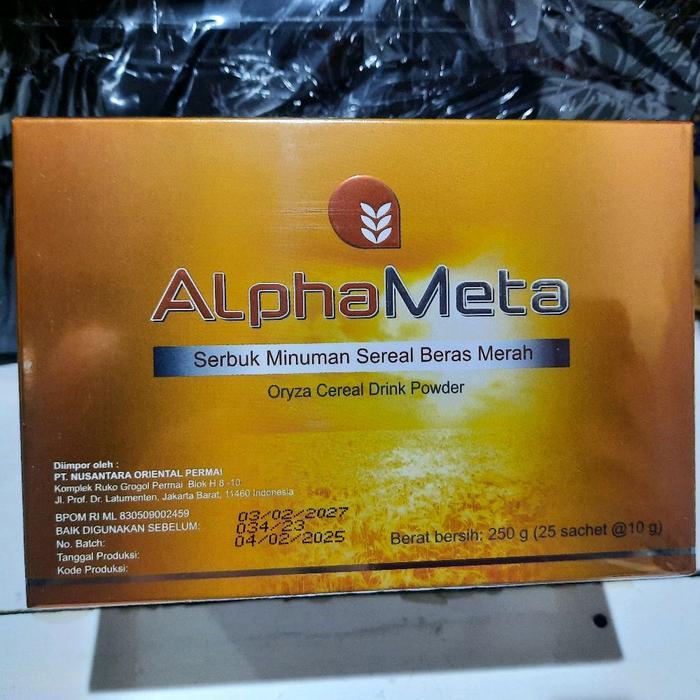 AlphaMeta
Serbuk Minuman Sereal Beras Merah
Oryza Cereal Drink Powder
Diimpor oleh :
PT. NUSANTARA ORIENTAL PERMAI
Komplek Ruko Grogol Permai Blok H 8 -10
Jl. Prof. Dr. Latumenten, Jakarta Barat, 11460 Indonesia
BPOM RI ML 830509002459
BAIK DIGUNAKAN SEBELUM: 03/02/2027
No. Batch: 034/23
Tanggal Produksi: 04/02/2025
Kode Produksi:
Berat bersih: 250 g (25 sachet @10 g)